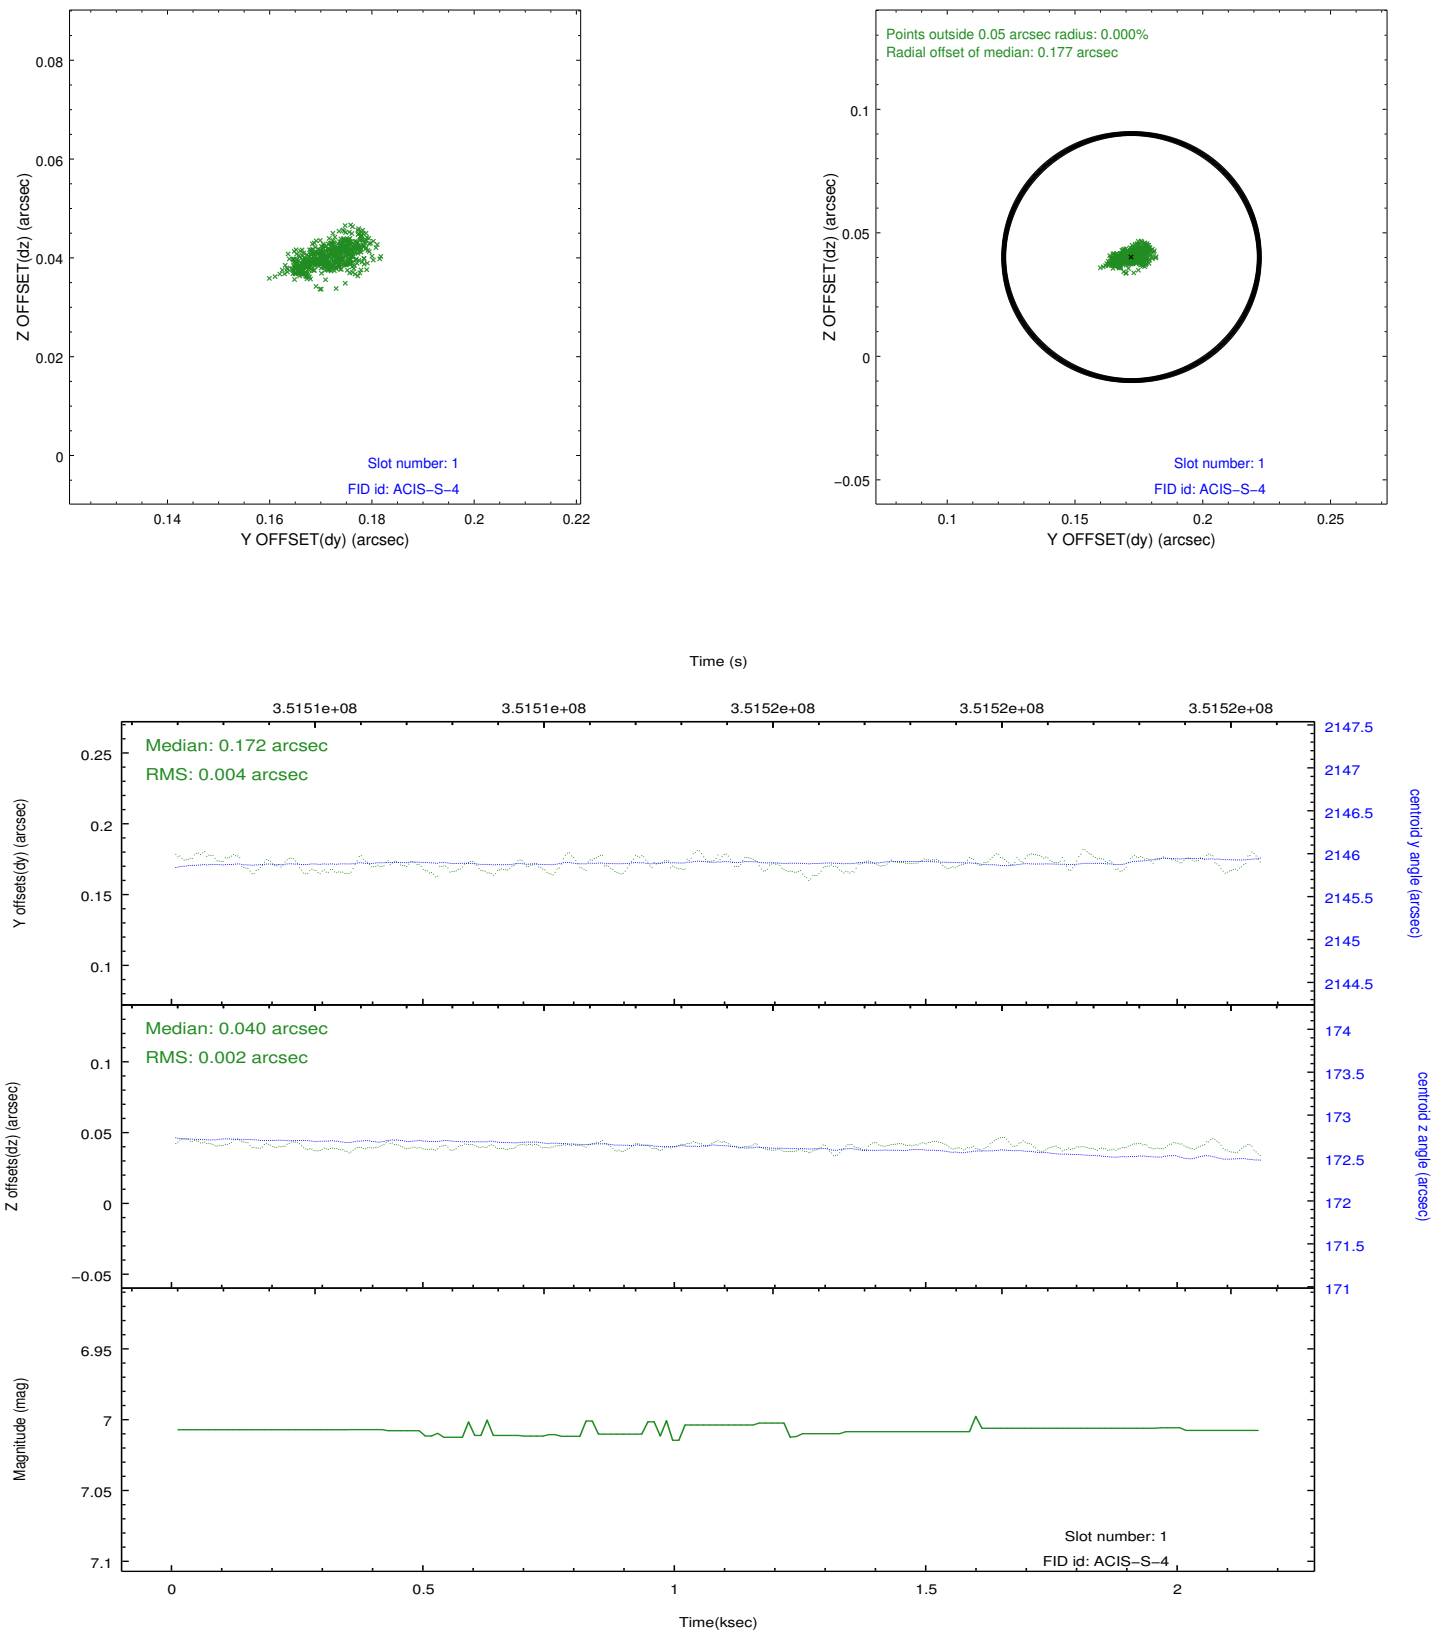 0.08
0.06
0.04
0.02
0
Z OFFSET(dz) (arcsec)
Slot number: 1
FID id: ACIS−S−4
0.14 0.16 0.18 0.2 0.22
Y OFFSET(dy) (arcsec)
Points outside 0.05 arcsec radius: 0.000%
Radial offset of median: 0.177 arcsec
0.1
0.05
0
−0.05
Z OFFSET(dz) (arcsec)
Slot number: 1
FID id: ACIS−S−4
0.1 0.15 0.2 0.25
Y OFFSET(dy) (arcsec)
Time (s)
3.5151e+08 3.5151e+08 3.5152e+08 3.5152e+08 3.5152e+08
Median: 0.172 arcsec
RMS: 0.004 arcsec
0.25
0.2
0.15
0.1
Y offsets(dy) (arcsec)
2147.5
2147
2146.5
2146
2145.5
2145
2144.5
centroid y angle (arcsec)
Median: 0.040 arcsec
RMS: 0.002 arcsec
0.1
0.05
0
−0.05
Z offsets(dz) (arcsec)
174
173.5
173
172.5
172
171.5
171
centroid z angle (arcsec)
6.95
7
7.05
7.1
Magnitude (mag)
Slot number: 1
FID id: ACIS−S−4
0 0.5 1 1.5 2
Time(ksec)